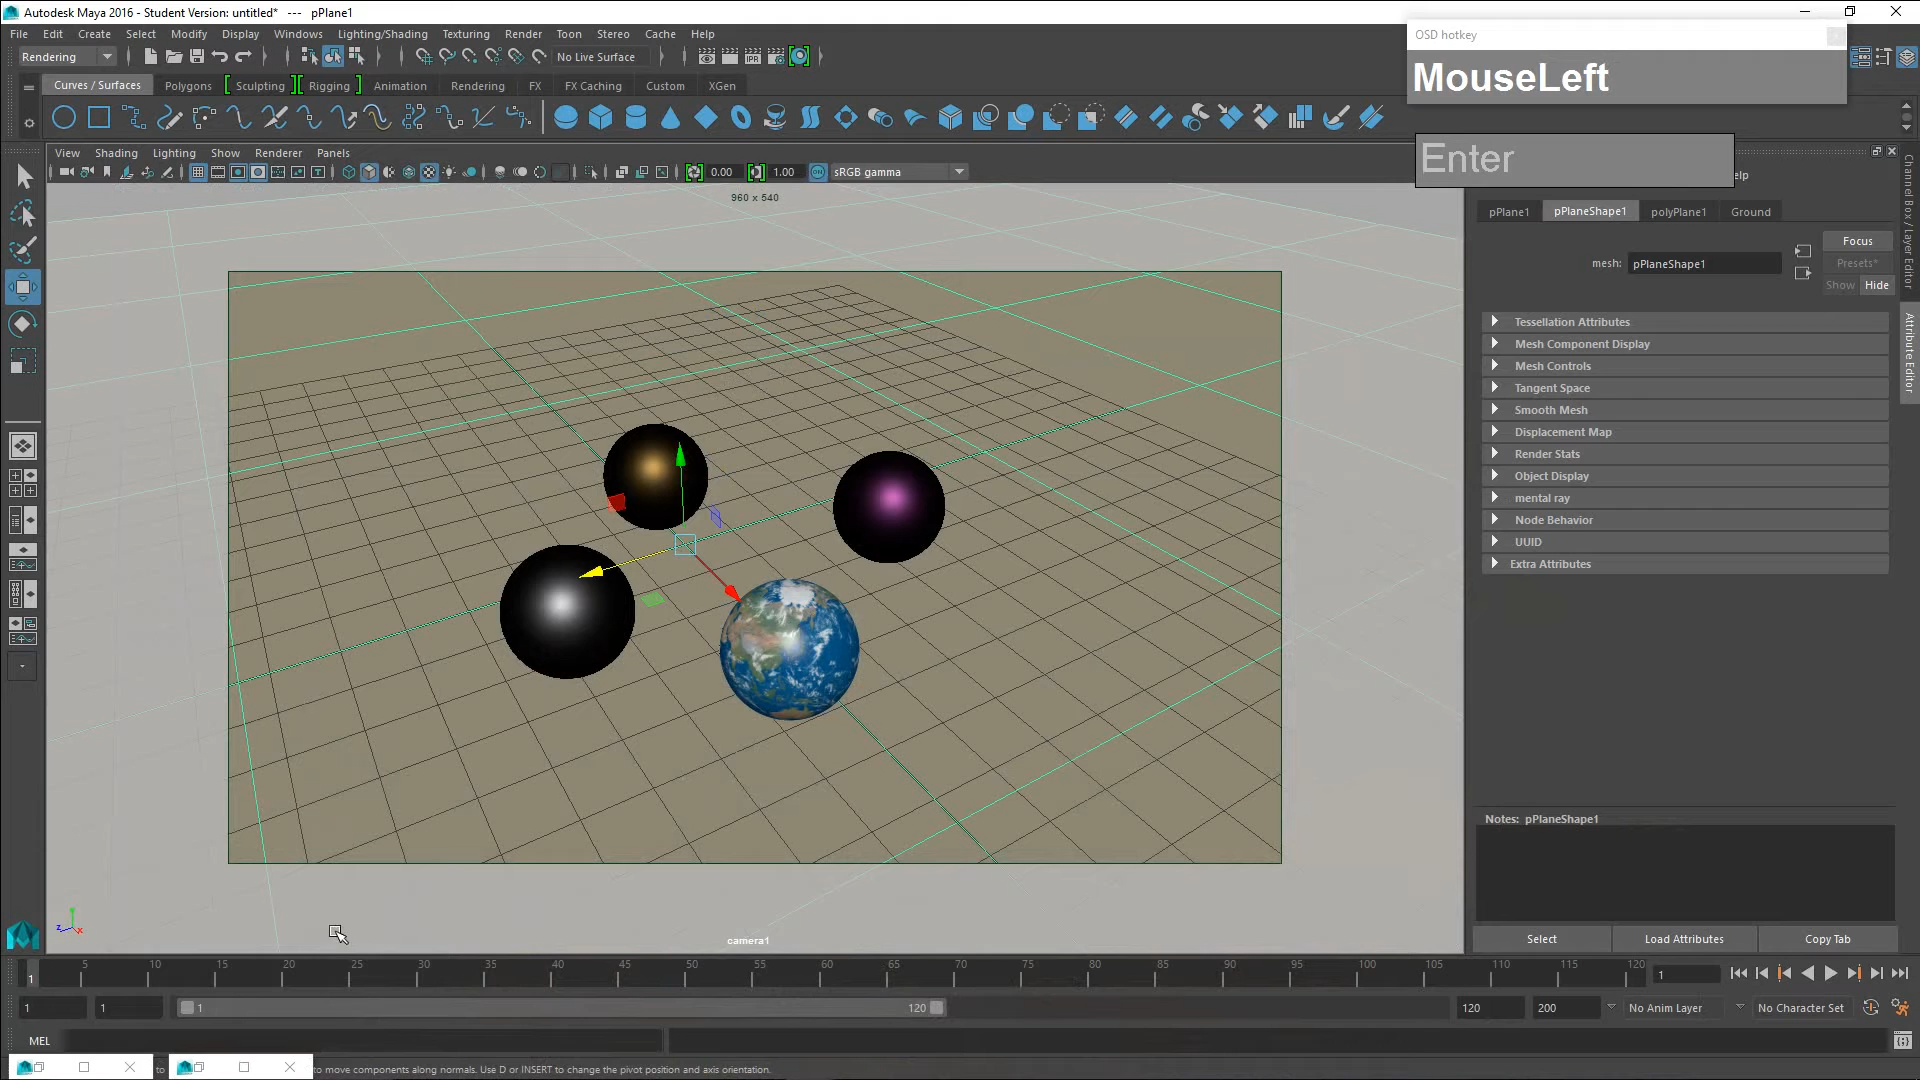 Autodesk Maya 2016 - Student Version: untitled*   ---   pPlane1
File Edit Create Select Modify Display Windows Lighting/Shading Texturing Render Toon Stereo Cache Help
OSD hotkey
MouseLeft
Enter
Rendering
No Live Surface
Curves / Surfaces Polygons Sculpting Rigging Animation Rendering FX FX Caching Custom XGen
View Shading Lighting Show Renderer Panels
0.00 1.00 sRGB gamma
960 x 540
pPlane1 pPlaneShape1 polyPlane1 Ground
Focus
mesh: pPlaneShape1
Presets*
Show Hide
Tessellation Attributes
Mesh Component Display
Mesh Controls
Tangent Space
Smooth Mesh
Displacement Map
Render Stats
Object Display
mental ray
Node Behavior
UUID
Extra Attributes
Channel Box / Layer Editor
Attribute Editor
Notes: pPlaneShape1
Select Load Attributes Copy Tab
z x
camera1
1 5 10 15 20 25 30 35 40 45 50 55 60 65 70 75 80 85 90 95 100 105 110 115 120 1
1 1 1 120 120 200 No Anim Layer No Character Set
MEL
to move components along normals. Use D or INSERT to change the pivot position and axis orientation.